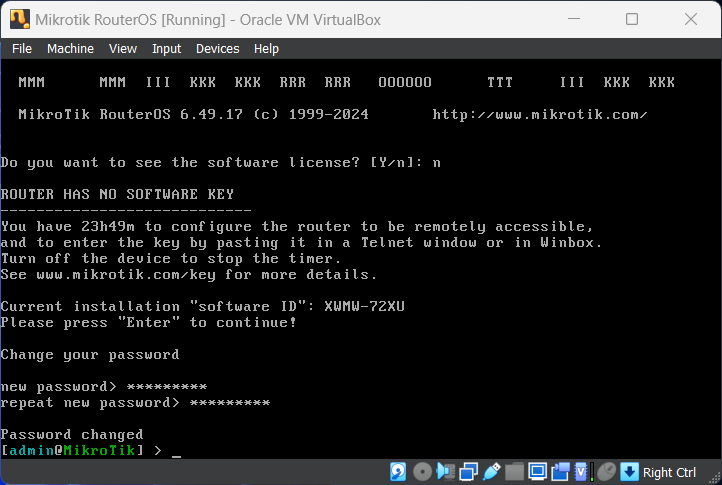 Mikrotik RouterOS [Running] - Oracle VM VirtualBox
File Machine View Input Devices Help
MMM MMM III KKK KKK RRR RRR OOOOOO TTT III KKK KKK
MikroTik RouterOS 6.49.17 (c) 1999-2024 http://www.mikrotik.com/
Do you want to see the software license? [Y/n]: n
ROUTER HAS NO SOFTWARE KEY
----------------------------
You have 23h49m to configure the router to be remotely accessible,
and to enter the key by pasting it in a Telnet window or in Winbox.
Turn off the device to stop the timer.
See www.mikrotik.com/key for more details.
Current installation "software ID": XWMW-72XU
Please press "Enter" to continue!
Change your password
new password> *********
repeat new password> *********
Password changed
[admin@MikroTik] > _
Right Ctrl